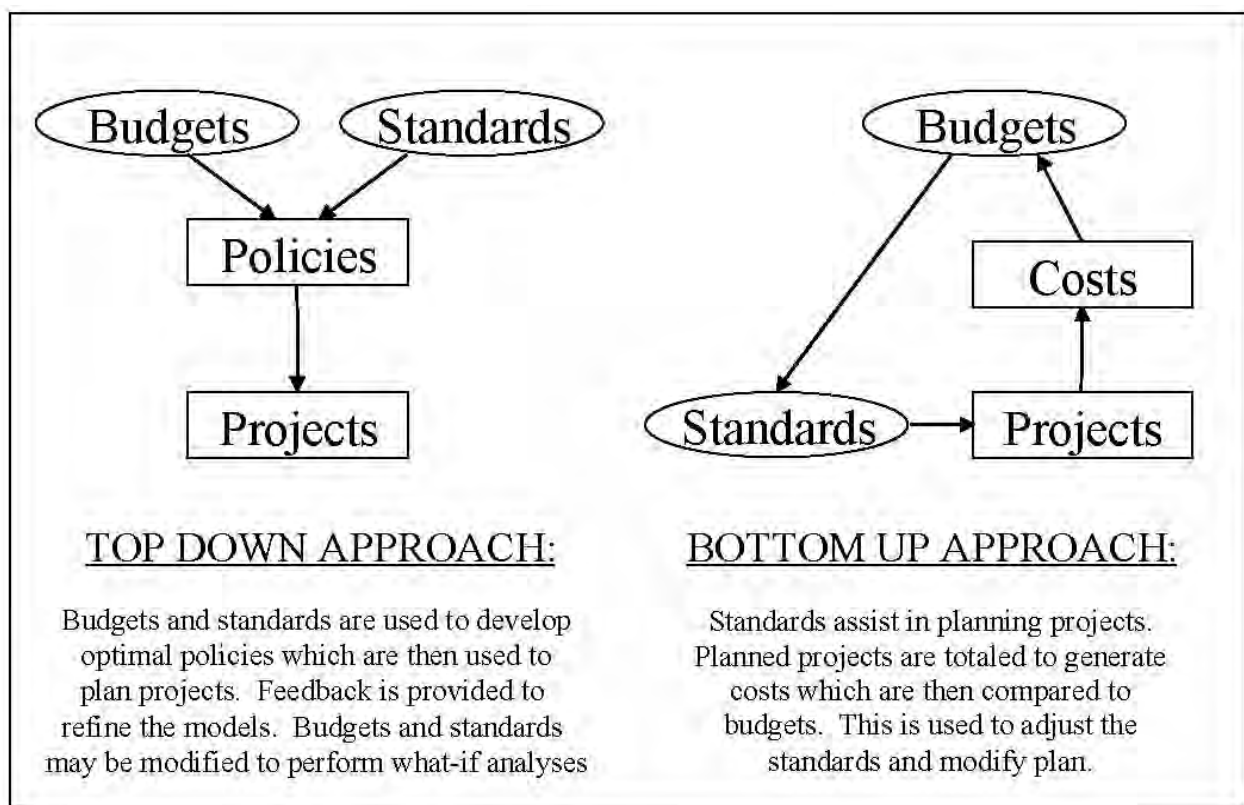 Budgets
Standards
Policies
Projects
TOP DOWN APPROACH:
Budgets and standards are used to develop
optimal policies which are then used to
plan projects.  Feedback is provided to
refine the models.  Budgets and standards
may be modified to perform what-if analyses
Budgets
Costs
Standards
Projects
BOTTOM UP APPROACH:
Standards assist in planning projects.
Planned projects are totaled to generate
costs which are then compared to
budgets.  This is used to adjust the
standards and modify plan.